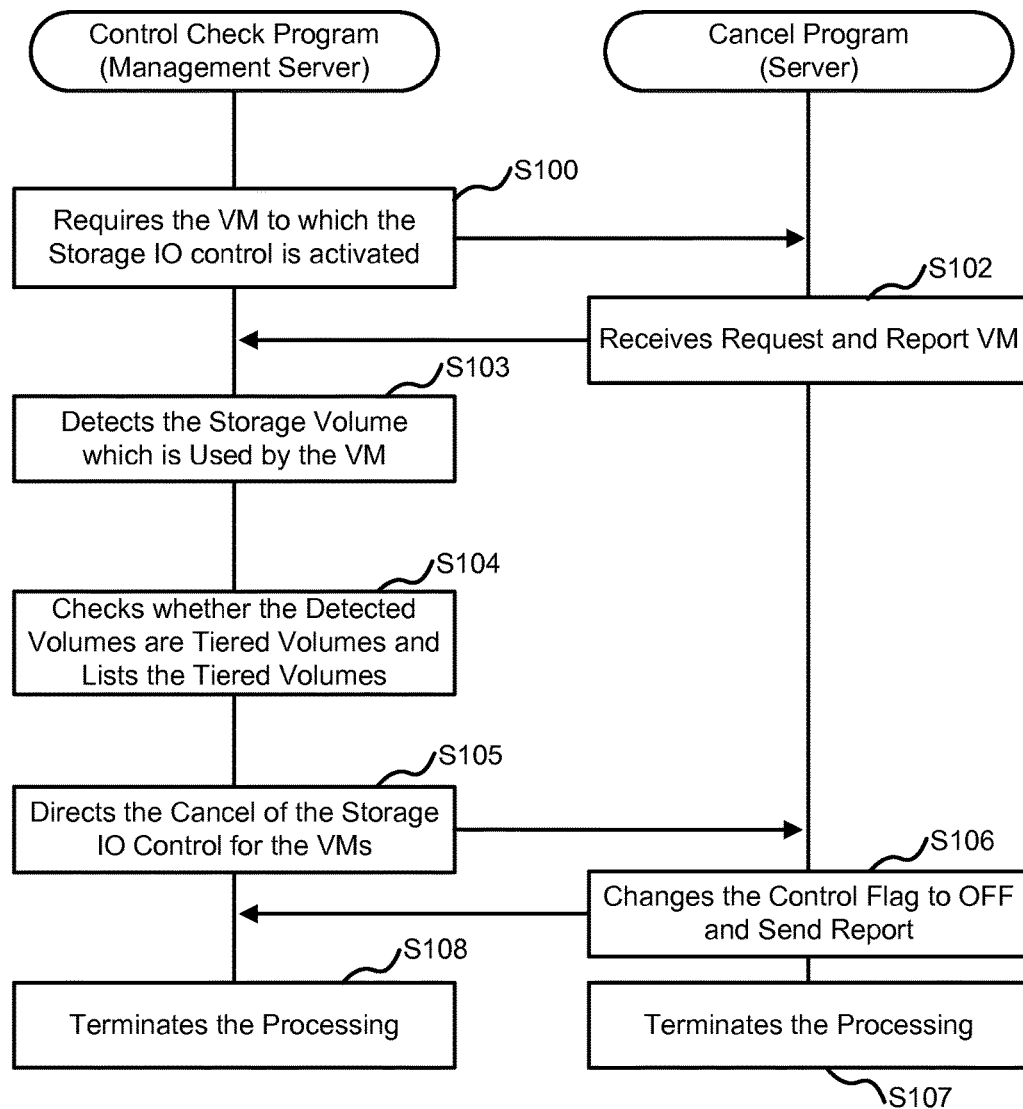 Control Check Program
(Management Server)
Cancel Program
(Server)
S100
Requires the VM to which the
Storage IO control is activated
S102
Receives Request and Report VM
S103
Detects the Storage Volume
which is Used by the VM
S104
Checks whether the Detected
Volumes are Tiered Volumes and
Lists the Tiered Volumes
S105
Directs the Cancel of the Storage
IO Control for the VMs
S106
Changes the Control Flag to OFF
and Send Report
S108
Terminates the Processing
Terminates the Processing
S107